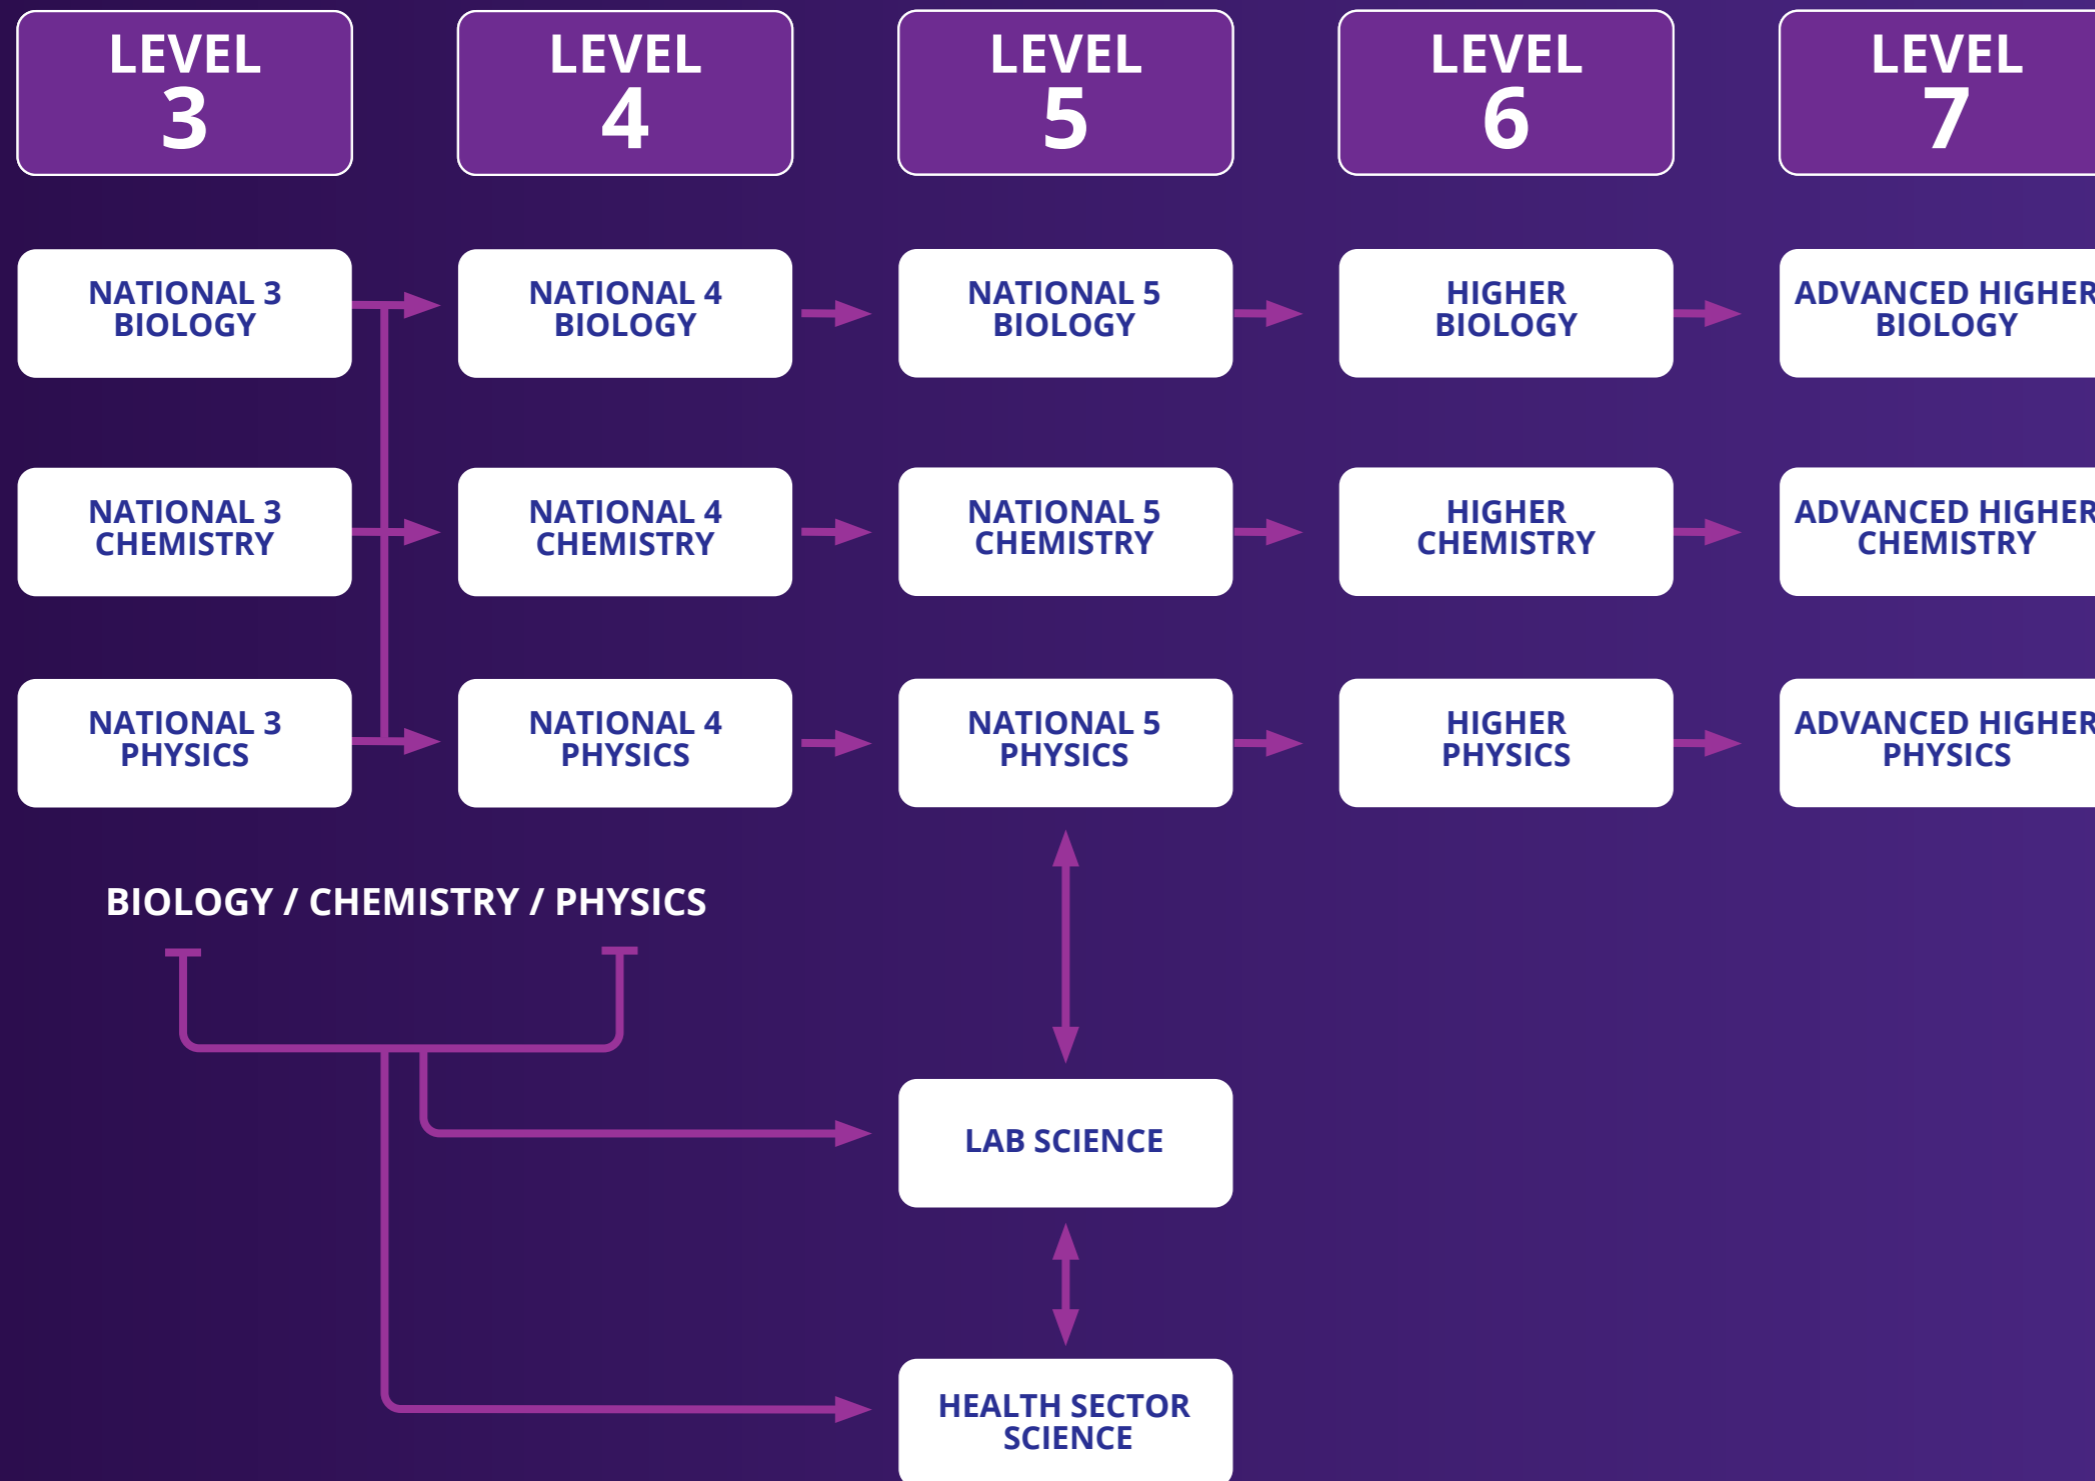 LEVEL
3
LEVEL
4
LEVEL
5
LEVEL
6
LEVEL
7
NATIONAL 3
BIOLOGY
NATIONAL 4
BIOLOGY
NATIONAL 5
BIOLOGY
HIGHER
BIOLOGY
ADVANCED HIGHER
BIOLOGY
NATIONAL 3
CHEMISTRY
NATIONAL 4
CHEMISTRY
NATIONAL 5
CHEMISTRY
HIGHER
CHEMISTRY
ADVANCED HIGHER
CHEMISTRY
NATIONAL 3
PHYSICS
NATIONAL 4
PHYSICS
NATIONAL 5
PHYSICS
HIGHER
PHYSICS
ADVANCED HIGHER
PHYSICS
BIOLOGY / CHEMISTRY / PHYSICS
LAB SCIENCE
HEALTH SECTOR
SCIENCE